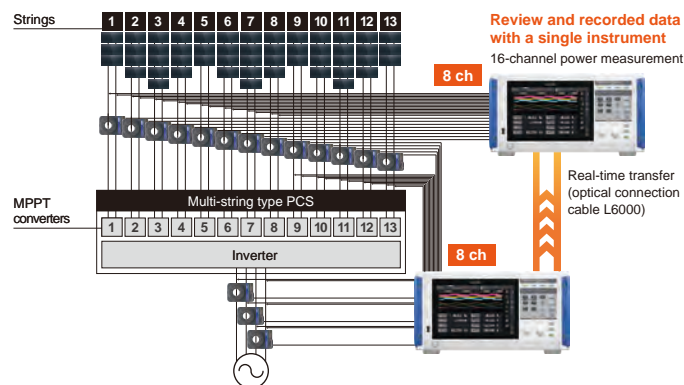 Strings
1 2 3 4 5 6 7 8 9 10 11 12 13
Review and recorded data
with a single instrument
16-channel power measurement
8 ch
Real-time transfer
(optical connection
cable L6000)
MPPT
converters
Multi-string type PCS
1 2 3 4 5 6 7 8 9 10 11 12 13
Inverter
8 ch